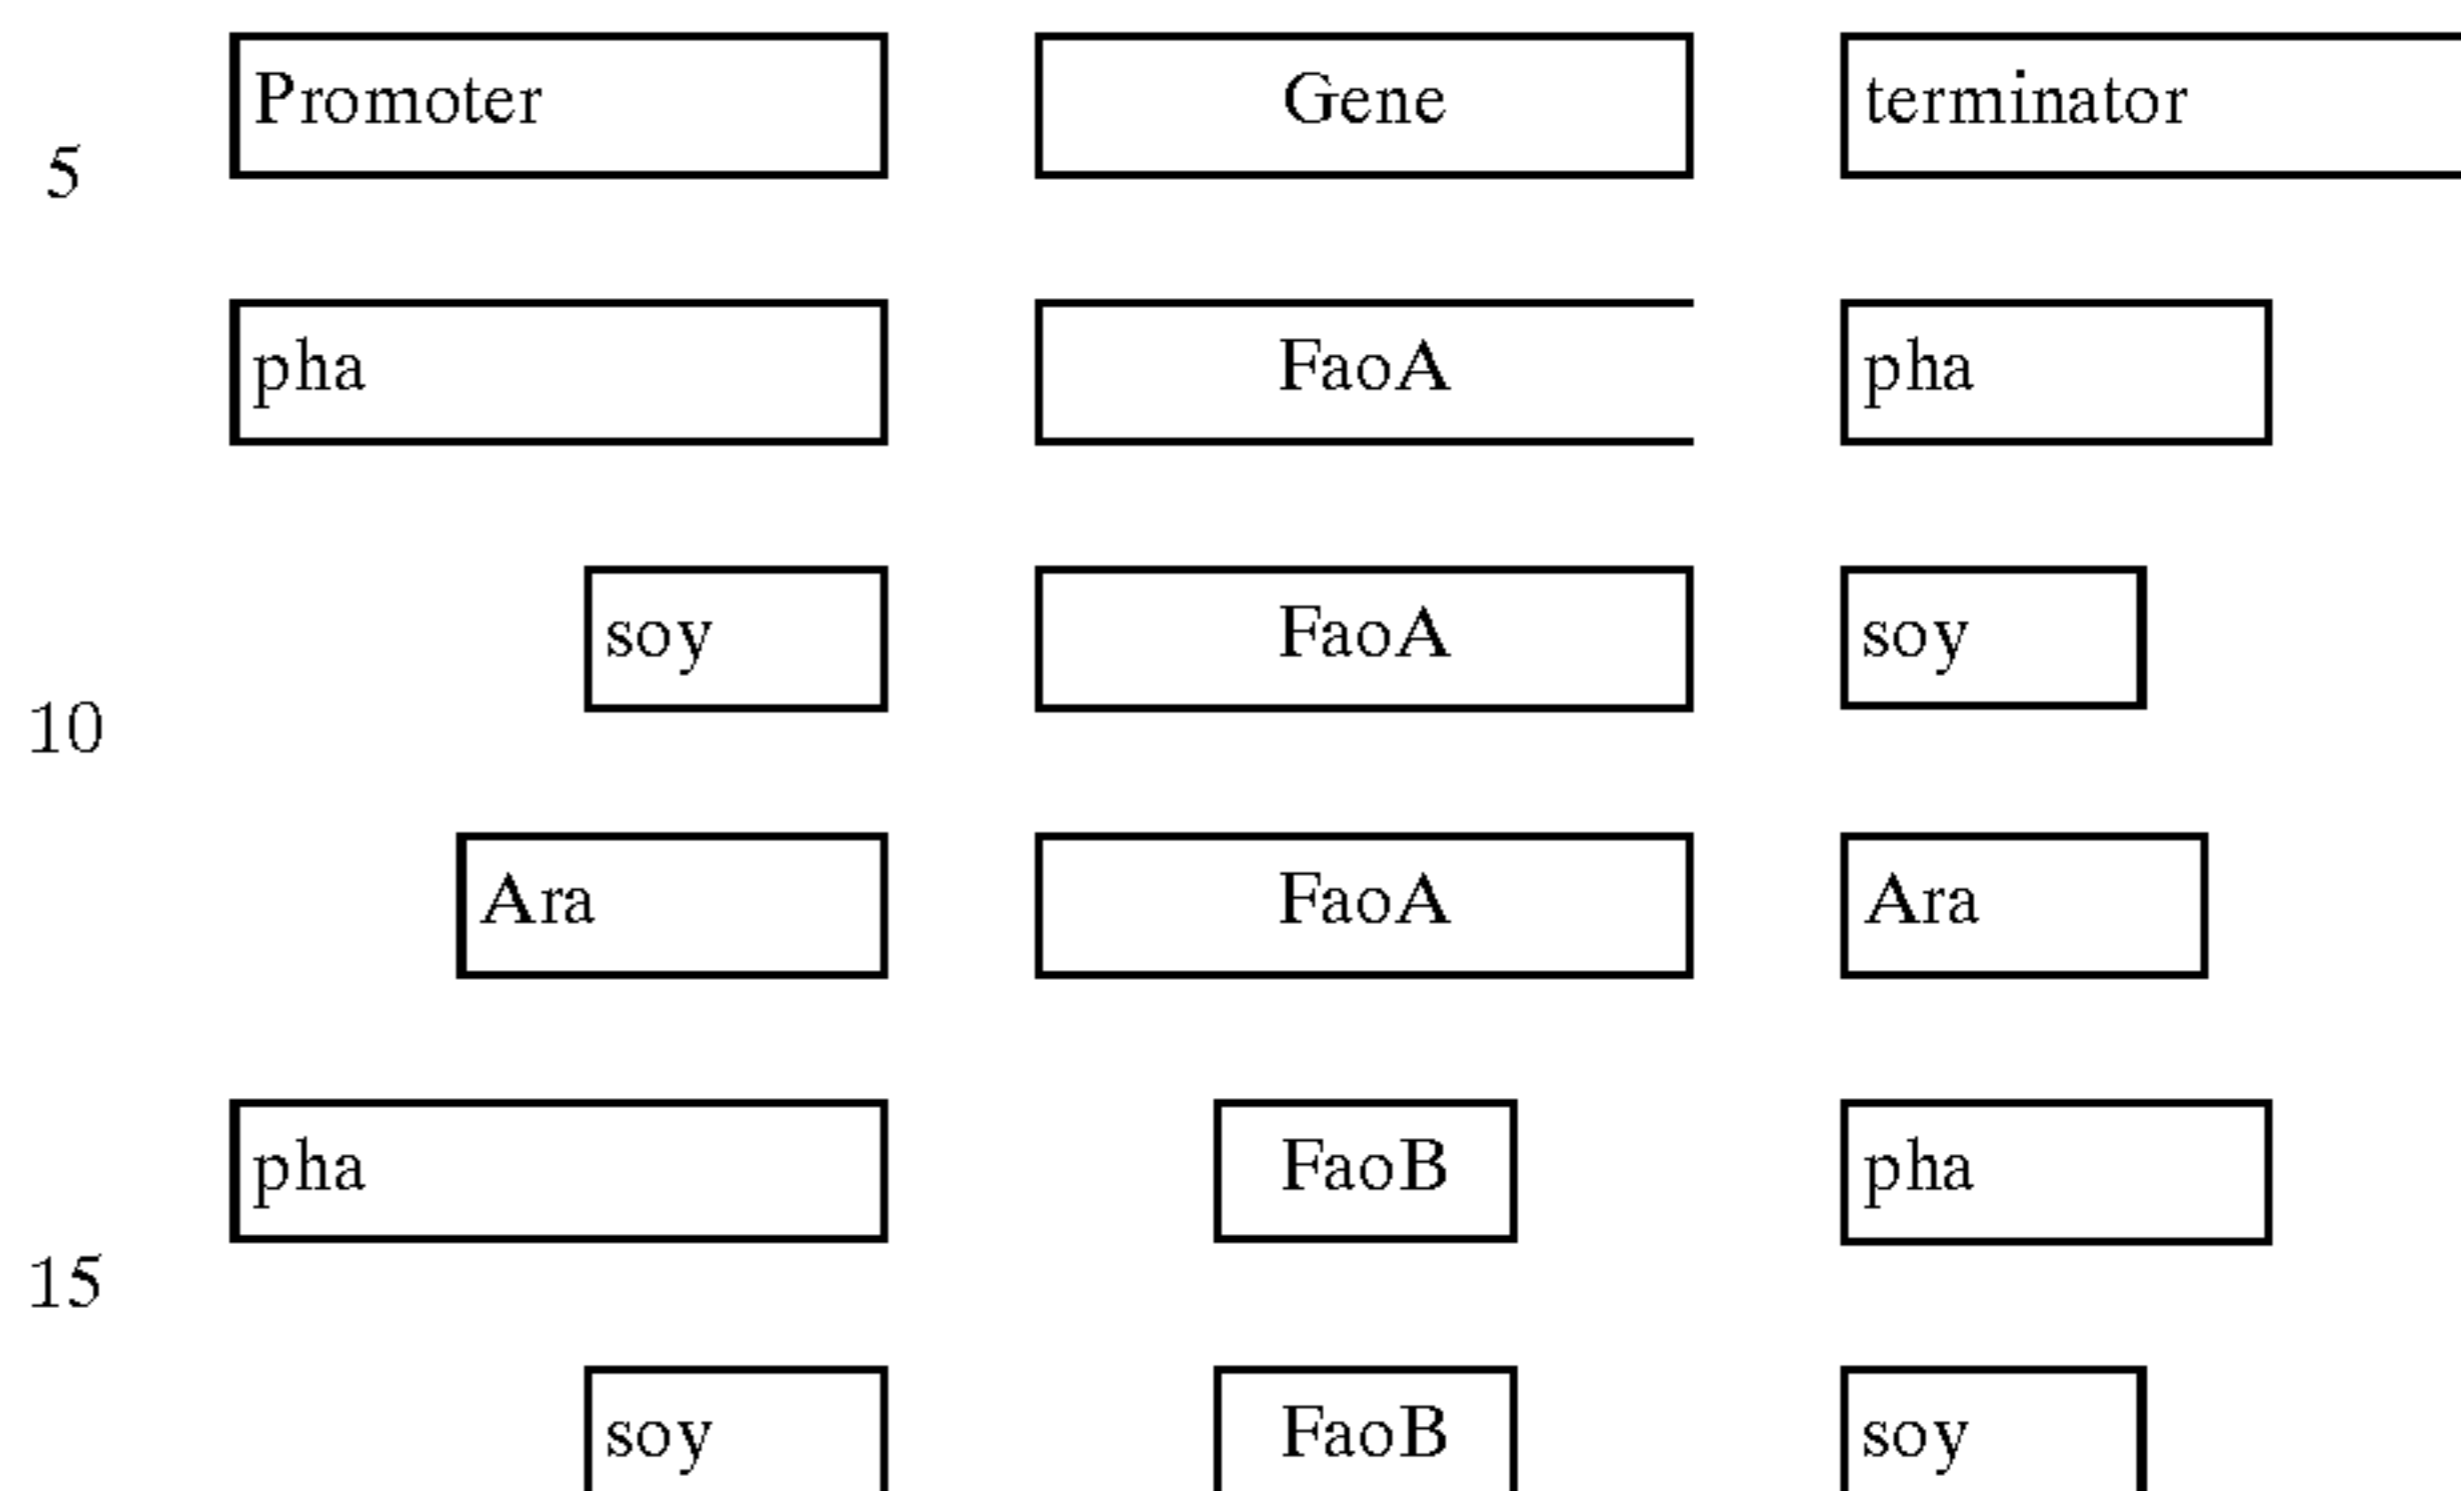 Promoter Gene terminator
5
pha FaoA pha
soy FaoA soy
10
Ara FaoA Ara
pha FaoB pha
15
soy FaoB soy